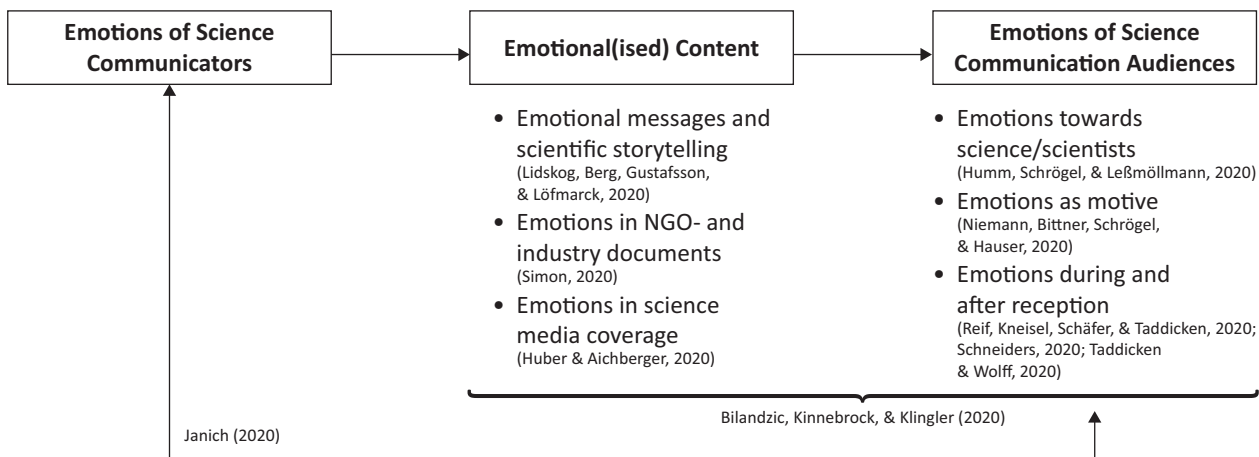 Emotions of Science
Communicators
Emotional(ised) Content
Emotions of Science
Communication Audiences
• Emotional messages and
scientific storytelling
(Lidskog, Berg, Gustafsson,
& Löfmarck, 2020)
• Emotions in NGO- and
industry documents
(Simon, 2020)
• Emotions in science
media coverage
(Huber & Aichberger, 2020)
• Emotions towards
science/scientists
(Humm, Schrögel, & Leßmöllmann, 2020)
• Emotions as motive
(Niemann, Bittner, Schrögel,
& Hauser, 2020)
• Emotions during and
after reception
(Reif, Kneisel, Schäfer, & Taddicken, 2020;
Schneiders, 2020; Taddicken
& Wolff, 2020)
Bilandzic, Kinnebrock, & Klingler (2020)
Janich (2020)